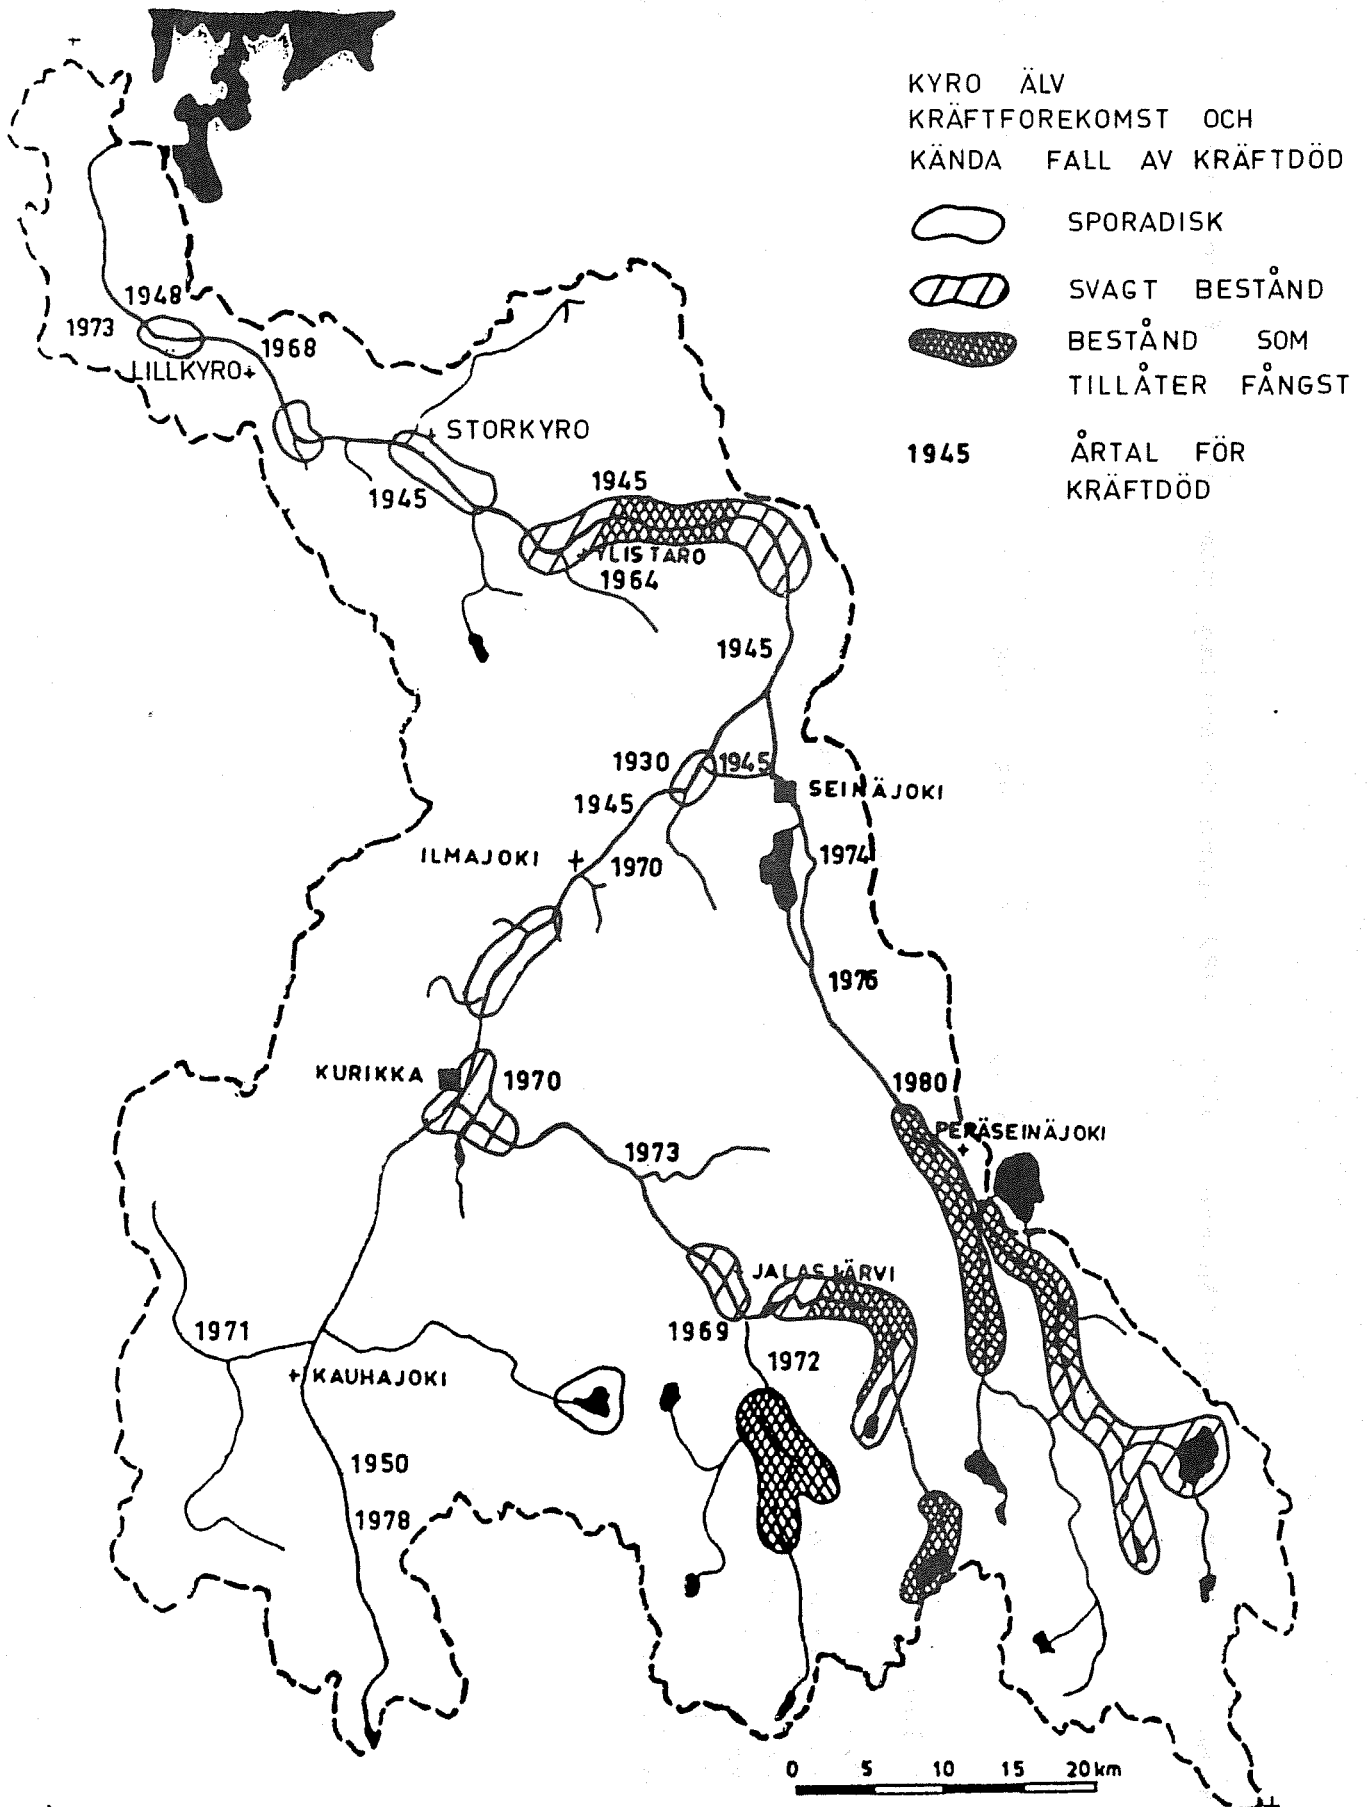 KYRO ÄLV
KRÄFTFOREKOMST OCH
KÄNDA FALL AV KRÄFTDÖD
SPORADISK
SVAGT BESTÅND
BESTÅND SOM
TILLÅTER FÅNGST
1945 ÅRTAL FÖR
KRÄFTDÖD
1948
1973
1968
LILLKYRO
STORKYRO
1945
1945
YLISTARO
1964
1945
1930
1945
1945
SEINÄJOKI
ILMAJOKI
1970
1974
1976
KURIKKA
1970
1980
PERÄSEINÄJOKI
1973
JALASJÄRVI
1971
1969
1972
KAUHAJOKI
1950
1978
0 5 10 15 20 km